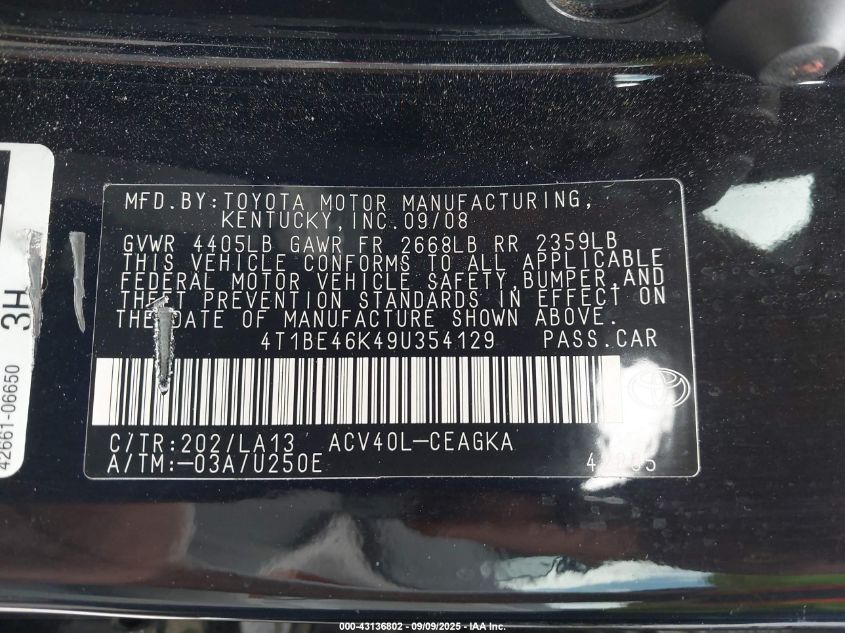 MFD.BY:TOYOTA MOTOR MANUFACTURING,
KENTUCKY,INC.09/08
GVWR 4405LB GAWR FR 2668LB RR 2359LB
THIS VEHICLE CONFORMS TO ALL APPLICABLE
FEDERAL MOTOR VEHICLE SAFETY,BUMPER,AND
THEFT PREVENTION STANDARDS IN EFFECT ON
THE DATE OF MANUFACTURE SHOWN ABOVE.
4T1BE46K49U354129 PASS.CAR
C/TR:202/LA13 ACV40L-CEAGKA
A/TM:-03A/U250E
42661-06650
3H
000-43136802 - 09/09/2025 - IAA Inc.